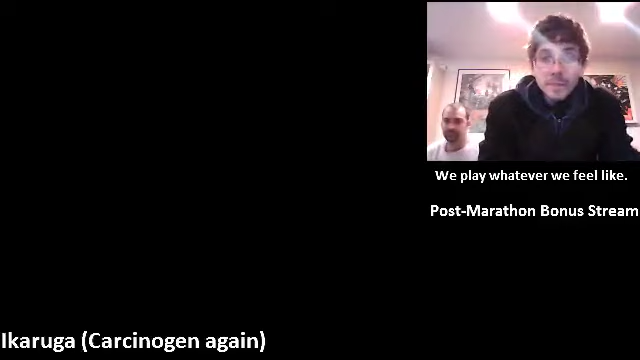 We play whatever we feel like.
Post-Marathon Bonus Stream
Ikaruga (Carcinogen again)